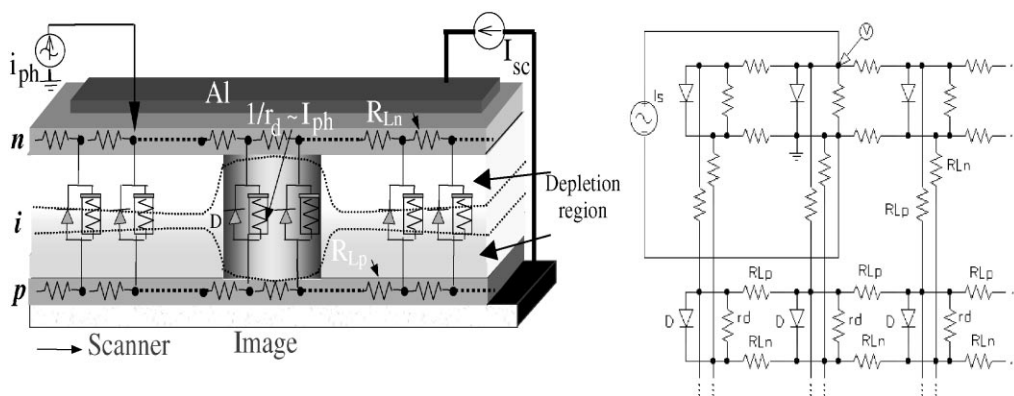 i_ph
I_sc
Al
1/r_d ~ I_ph
R_Ln
n
Depletion region
i
D
R_Lp
p
Scanner
Image
V
Is
RLn
RLp
RLp
RLp
RLp
D
rd
D
rd
D
rd
RLn
RLn
RLn